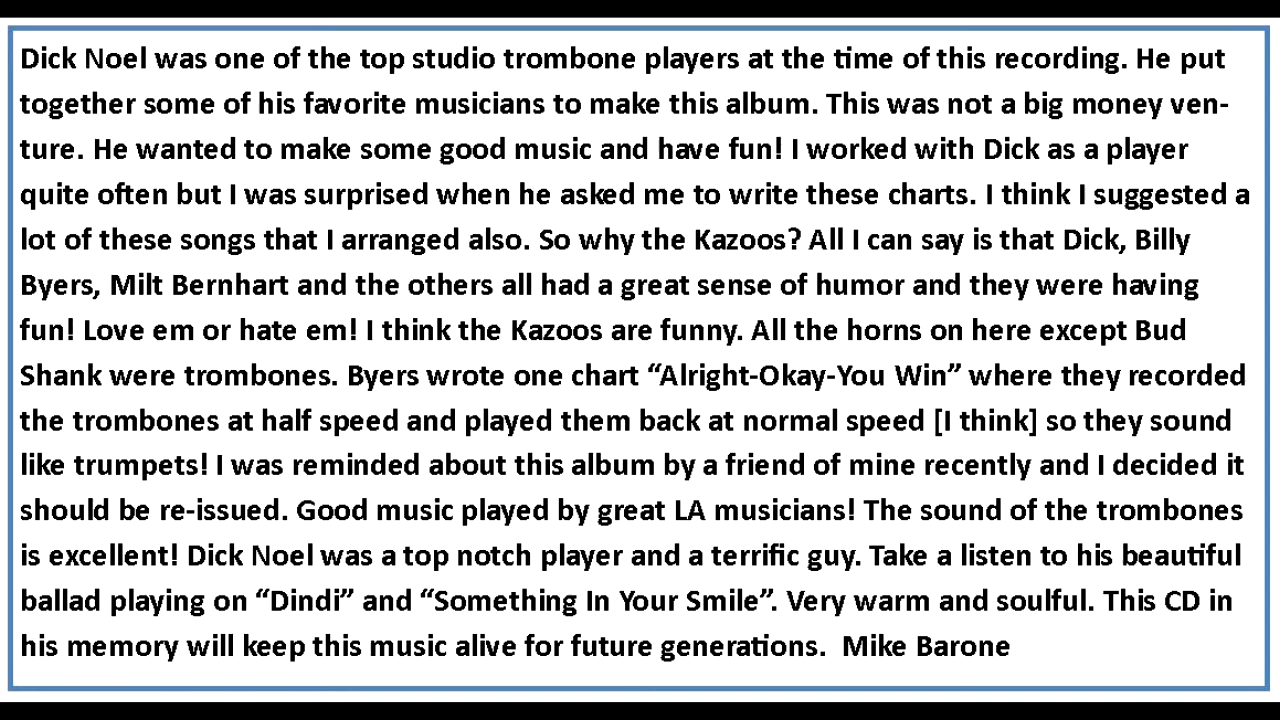 Dick Noel was one of the top studio trombone players at the time of this recording. He put
together some of his favorite musicians to make this album. This was not a big money ven-
ture. He wanted to make some good music and have fun! I worked with Dick as a player
quite often but I was surprised when he asked me to write these charts. I think I suggested a
lot of these songs that I arranged also. So why the Kazoos? All I can say is that Dick, Billy
Byers, Milt Bernhart and the others all had a great sense of humor and they were having
fun! Love em or hate em! I think the Kazoos are funny. All the horns on here except Bud
Shank were trombones. Byers wrote one chart “Alright-Okay-You Win” where they recorded
the trombones at half speed and played them back at normal speed [I think] so they sound
like trumpets! I was reminded about this album by a friend of mine recently and I decided it
should be re-issued. Good music played by great LA musicians! The sound of the trombones
is excellent! Dick Noel was a top notch player and a terrific guy. Take a listen to his beautiful
ballad playing on “Dindi” and “Something In Your Smile”. Very warm and soulful. This CD in
his memory will keep this music alive for future generations.  Mike Barone